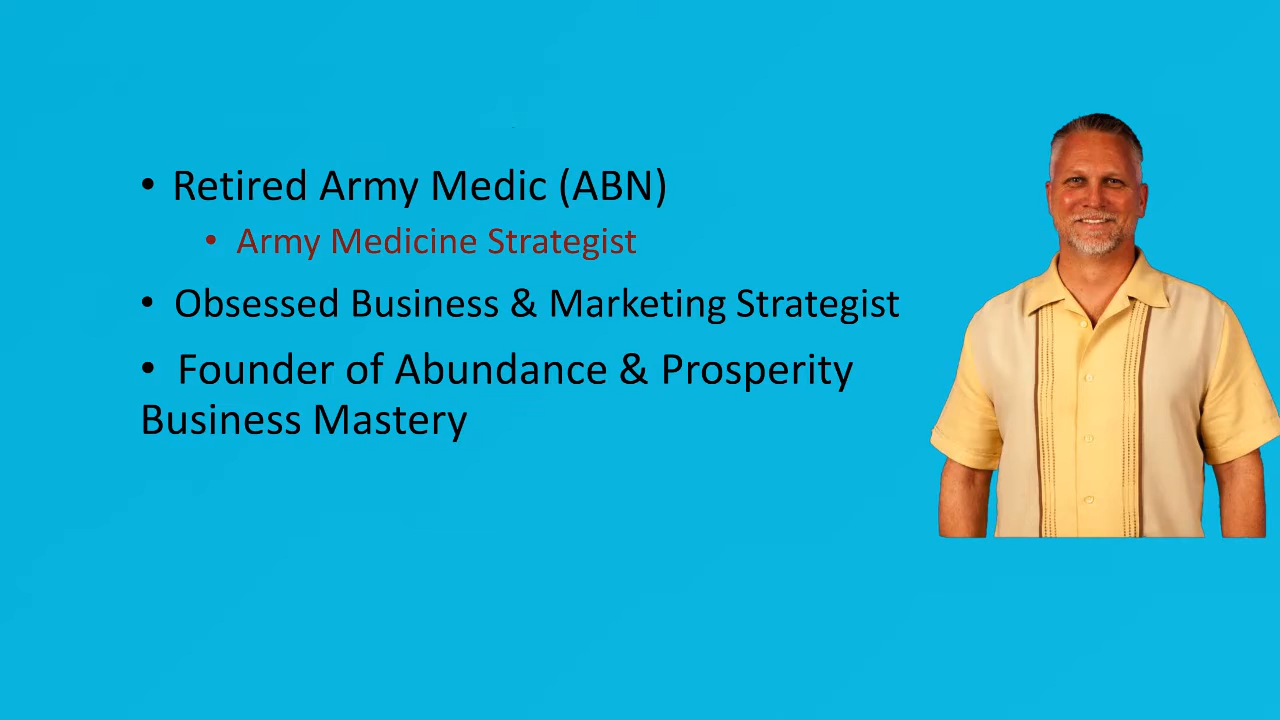 • Retired Army Medic (ABN)
• Army Medicine Strategist
• Obsessed Business & Marketing Strategist
• Founder of Abundance & Prosperity
Business Mastery